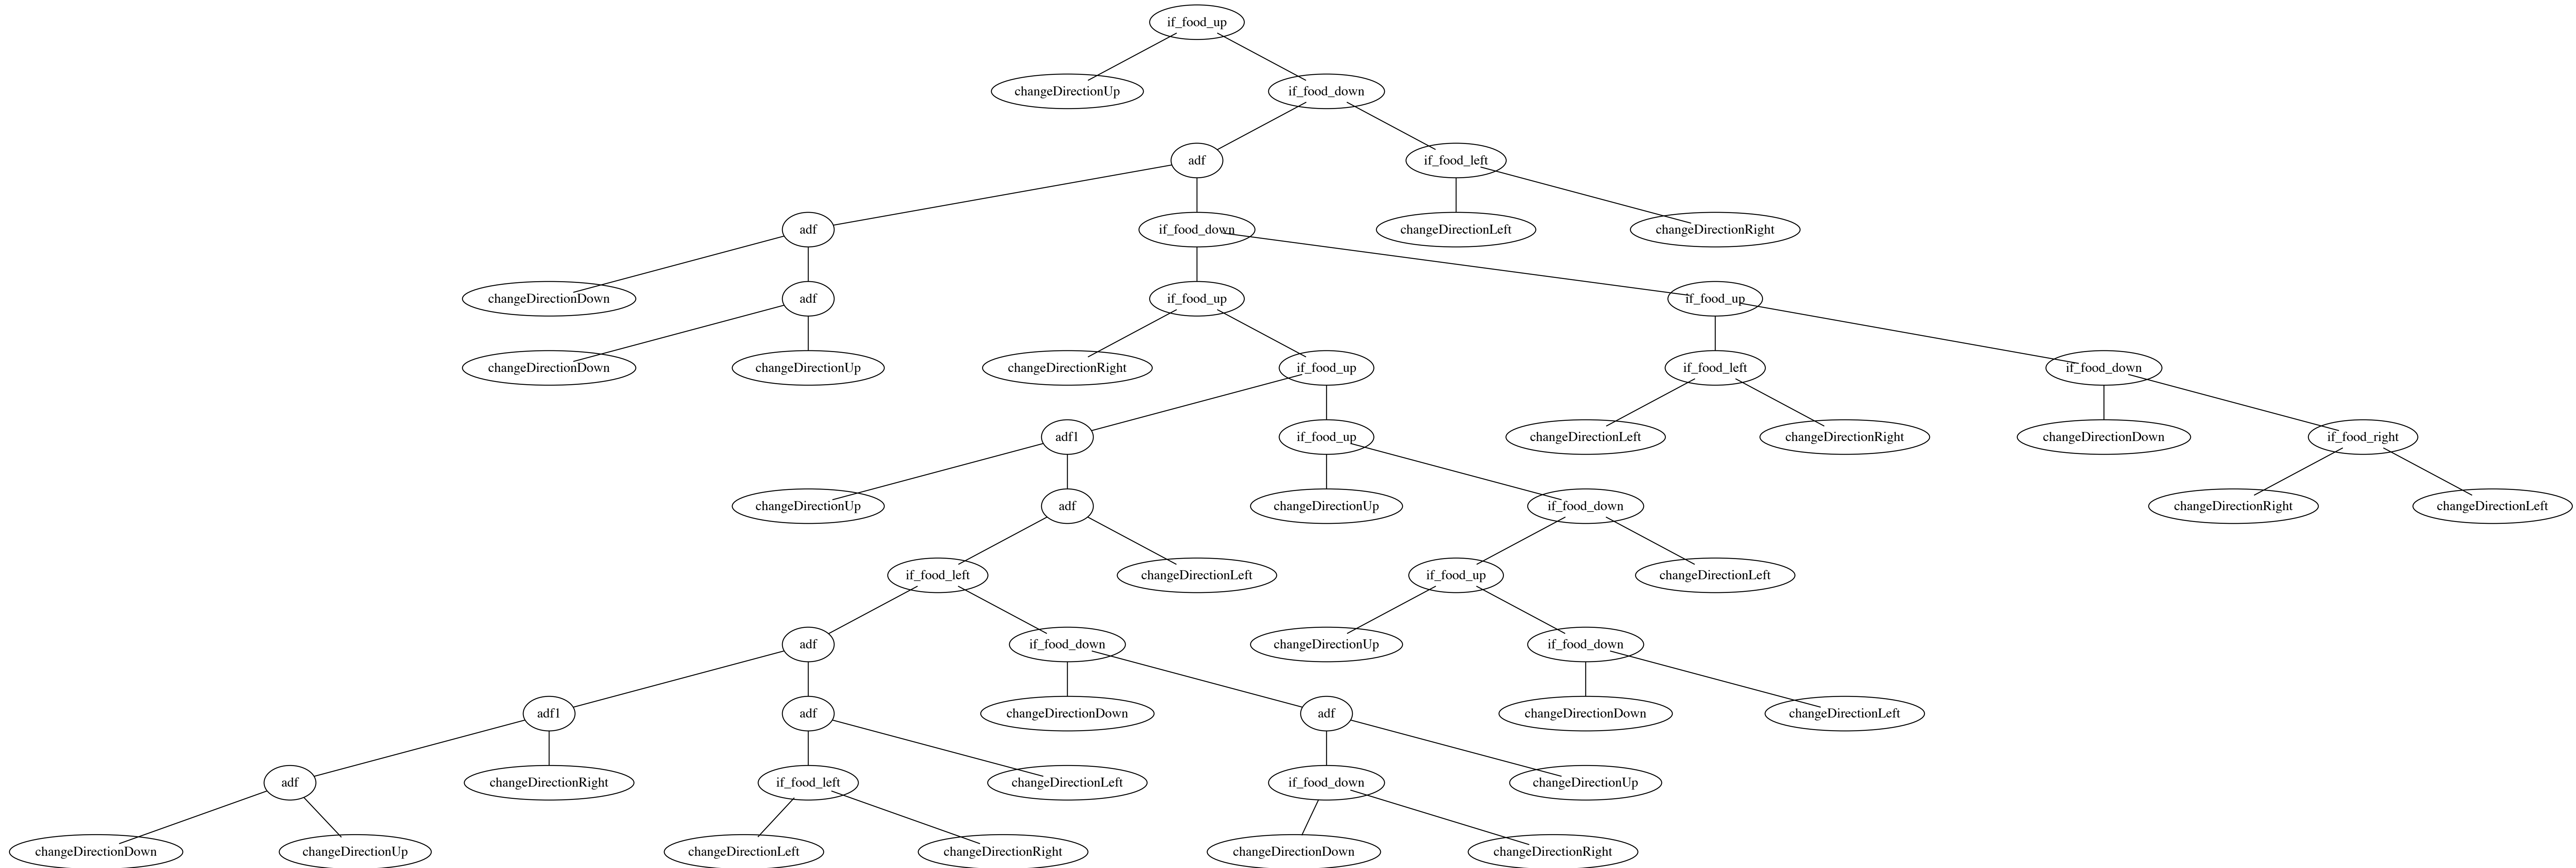 if_food_up
changeDirectionUp
if_food_down
adf
if_food_left
adf
if_food_down
changeDirectionLeft
changeDirectionRight
changeDirectionDown
adf
if_food_up
if_food_up
changeDirectionDown
changeDirectionUp
changeDirectionRight
if_food_up
if_food_left
if_food_down
adf1
if_food_up
changeDirectionLeft
changeDirectionRight
changeDirectionDown
if_food_right
changeDirectionUp
adf
changeDirectionUp
if_food_down
changeDirectionRight
changeDirectionLeft
if_food_left
changeDirectionLeft
if_food_up
changeDirectionLeft
adf
if_food_down
changeDirectionUp
if_food_down
adf1
adf
changeDirectionDown
adf
changeDirectionDown
changeDirectionLeft
adf
changeDirectionRight
if_food_left
changeDirectionLeft
if_food_down
changeDirectionUp
changeDirectionDown
changeDirectionUp
changeDirectionLeft
changeDirectionRight
changeDirectionDown
changeDirectionRight